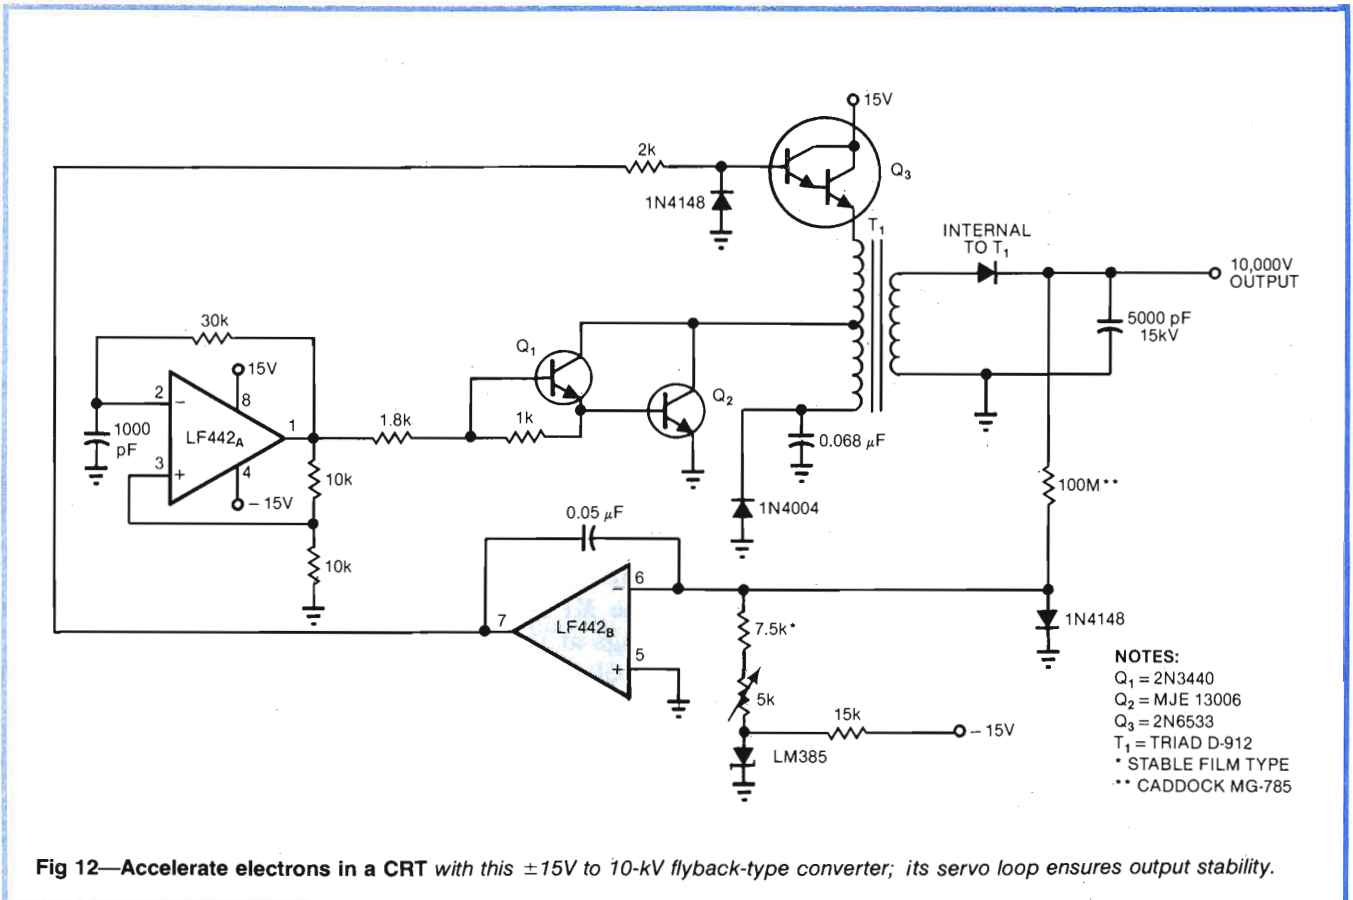 15V
2k
Q3
1N4148
T1
INTERNAL
TO T1
10,000V
OUTPUT
5000 pF
15kV
30k
15V
Q1
Q2
2
−
8
1000
pF
LF442A
1
1.8k
1k
3
+
4
− 15V
10k
10k
0.068 µF
1N4004
100M**
0.05 µF
6
−
7
LF442B
5
+
7.5k*
5k
15k
− 15V
LM385
1N4148
NOTES:
Q1 = 2N3440
Q2 = MJE 13006
Q3 = 2N6533
T1 = TRIAD D-912
* STABLE FILM TYPE
** CADDOCK MG-785
Fig 12—Accelerate electrons in a CRT with this ±15V to 10-kV flyback-type converter; its servo loop ensures output stability.